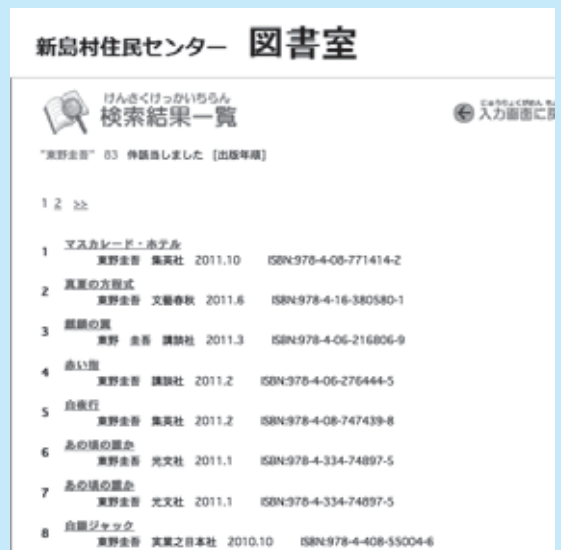 新島村住民センター 図書室
けんさくけっかいちらん
検索結果一覧
入力画面に戻
"東野圭吾" 83 件該当しました [出版年順]
1 2 >>
1 マスカレード・ホテル
東野圭吾 集英社 2011.10 ISBN:978-4-08-771414-2
2 真夏の方程式
東野圭吾 文藝春秋 2011.6 ISBN:978-4-16-380580-1
3 麒麟の翼
東野 圭吾 講談社 2011.3 ISBN:978-4-06-216806-9
4 赤い指
東野圭吾 講談社 2011.2 ISBN:978-4-06-276444-5
5 白夜行
東野圭吾 集英社 2011.2 ISBN:978-4-08-747439-8
6 あの頃の誰か
東野圭吾 光文社 2011.1 ISBN:978-4-334-74897-5
7 あの頃の誰か
東野圭吾 光文社 2011.1 ISBN:978-4-334-74897-5
8 白銀ジャック
東野圭吾 実業之日本社 2010.10 ISBN:978-4-408-55004-6